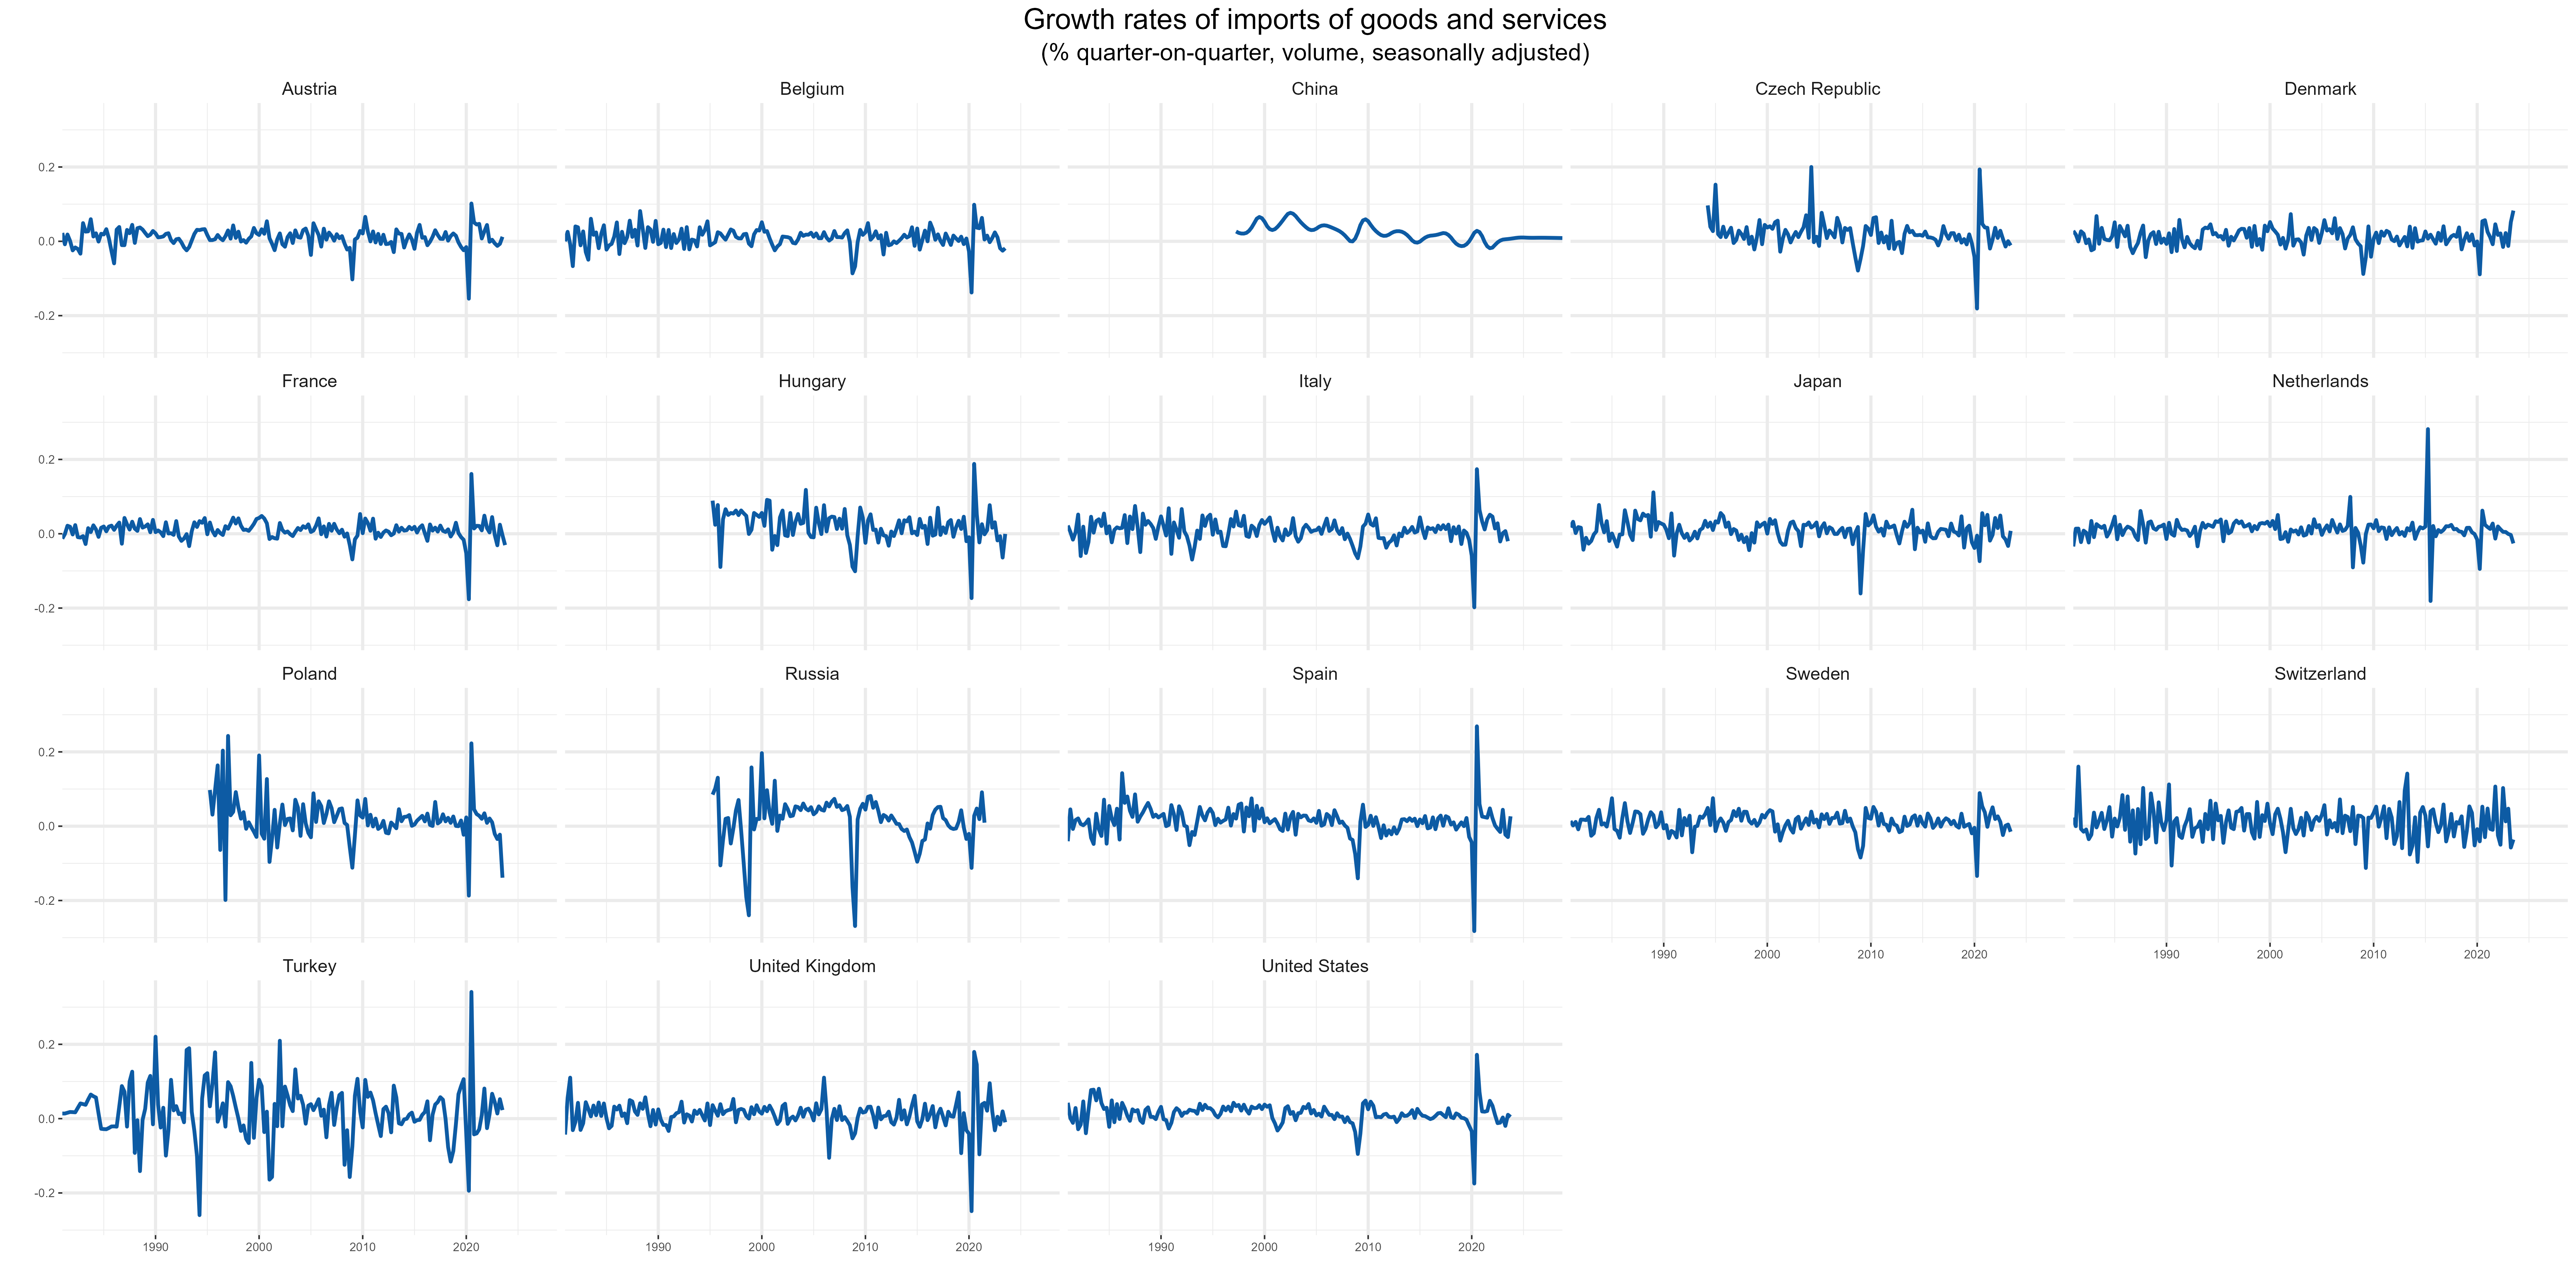 Growth rates of imports of goods and services
(% quarter-on-quarter, volume, seasonally adjusted)
Austria
Belgium
China
Czech Republic
Denmark
0.2
0.0
-0.2
France
Hungary
Italy
Japan
Netherlands
0.2
0.0
-0.2
Poland
Russia
Spain
Sweden
Switzerland
0.2
0.0
-0.2
1990 2000 2010 2020
1990 2000 2010 2020
Turkey
United Kingdom
United States
0.2
0.0
-0.2
1990 2000 2010 2020
1990 2000 2010 2020
1990 2000 2010 2020